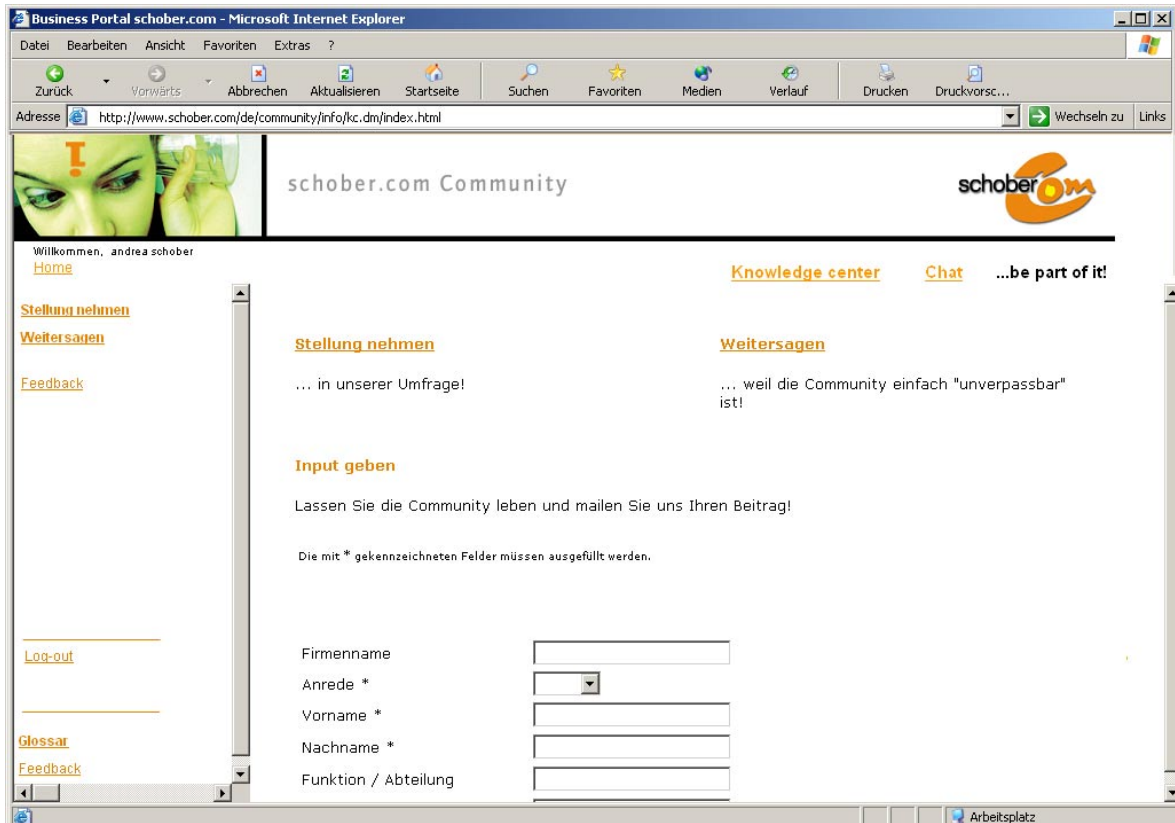 Business Portal schober.com - Microsoft Internet Explorer
Datei Bearbeiten Ansicht Favoriten Extras ?
Zurück Vorwärts Abbrechen Aktualisieren Startseite Suchen Favoriten Medien Verlauf Drucken Druckvorsc...
Adresse http://www.schober.com/de/community/info/kc.dm/index.html Wechseln zu Links
i
schober.com Community
schober com
Willkommen, andrea schober
Home
Knowledge center Chat ...be part of it!
Stellung nehmen
Weitersagen
Feedback
Stellung nehmen
... in unserer Umfrage!
Weitersagen
... weil die Community einfach "unverpassbar"
ist!
Input geben
Lassen Sie die Community leben und mailen Sie uns Ihren Beitrag!
Die mit * gekennzeichneten Felder müssen ausgefüllt werden.
Log-out
Glossar
Feedback
Firmenname
Anrede *
Vorname *
Nachname *
Funktion / Abteilung
Arbeitsplatz